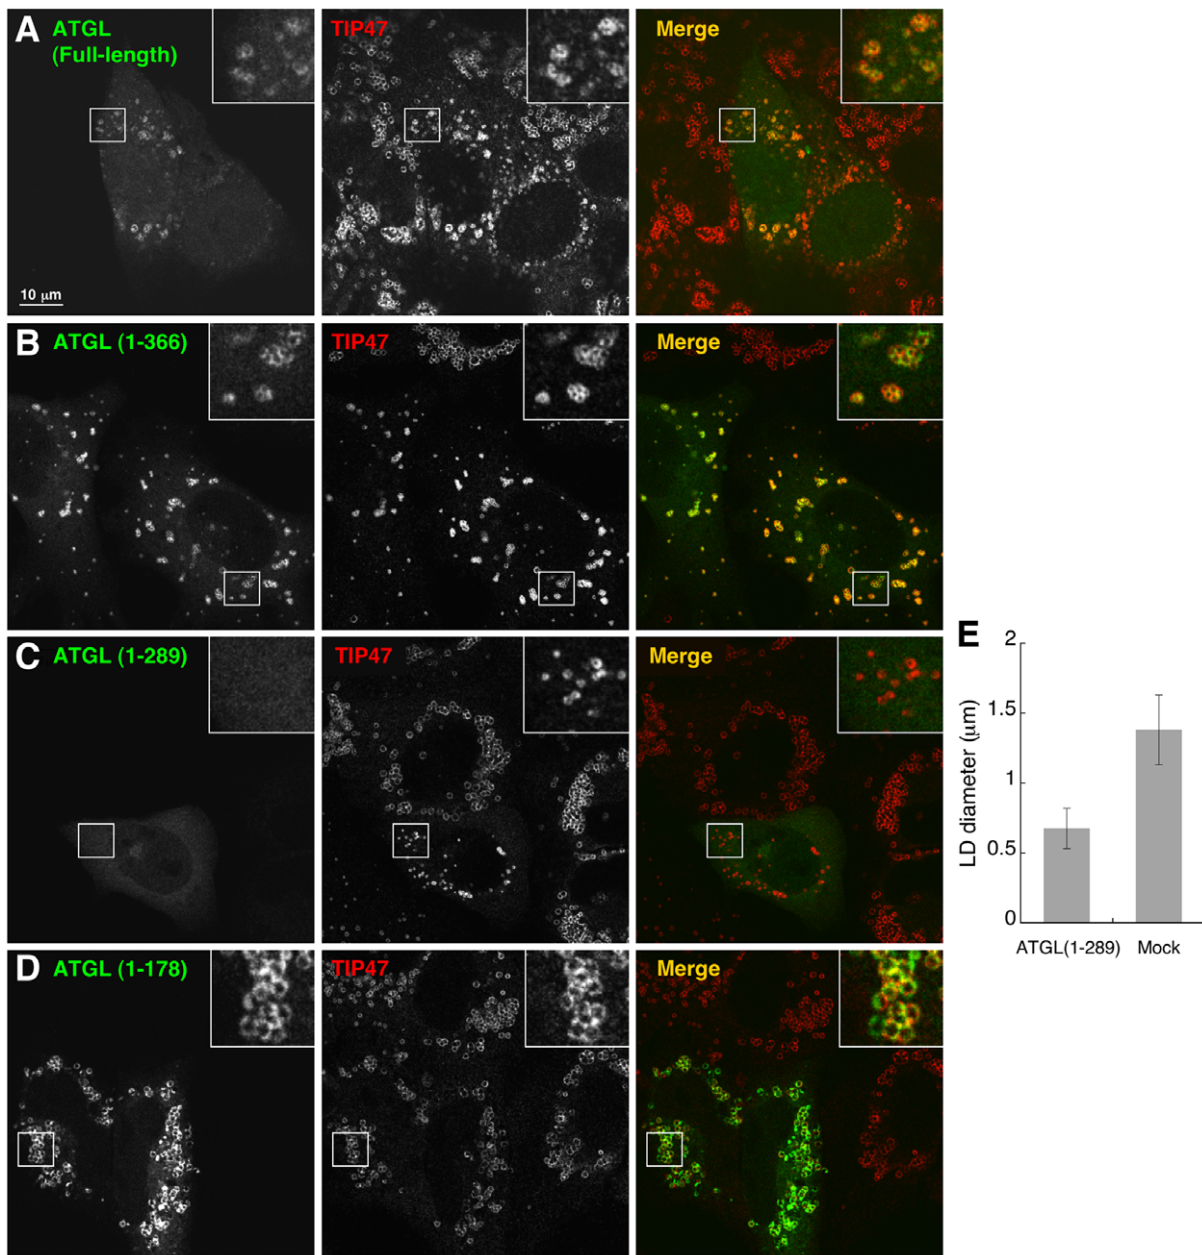 A
ATGL
(Full-length)
TIP47
Merge
10 μm
B
ATGL (1-366)
TIP47
Merge
C
ATGL (1-289)
TIP47
Merge
D
ATGL (1-178)
TIP47
Merge
E
LD diameter (μm)
2
1.5
1
0.5
0
ATGL(1-289) Mock